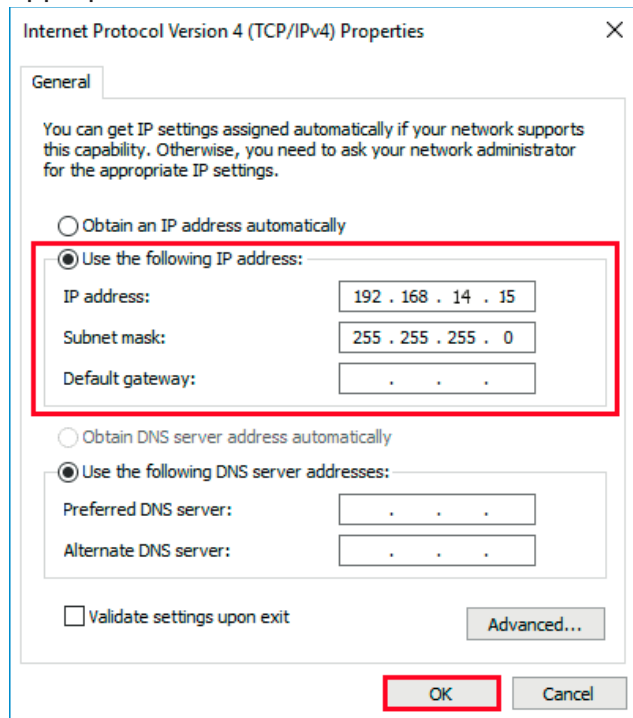 Internet Protocol Version 4 (TCP/IPv4) Properties
General
You can get IP settings assigned automatically if your network supports
this capability. Otherwise, you need to ask your network administrator
for the appropriate IP settings.
Obtain an IP address automatically
Use the following IP address:
IP address: 192 . 168 . 14 . 15
Subnet mask: 255 . 255 . 255 . 0
Default gateway: . . .
Obtain DNS server address automatically
Use the following DNS server addresses:
Preferred DNS server: . . .
Alternate DNS server: . . .
Validate settings upon exit
Advanced...
OK Cancel